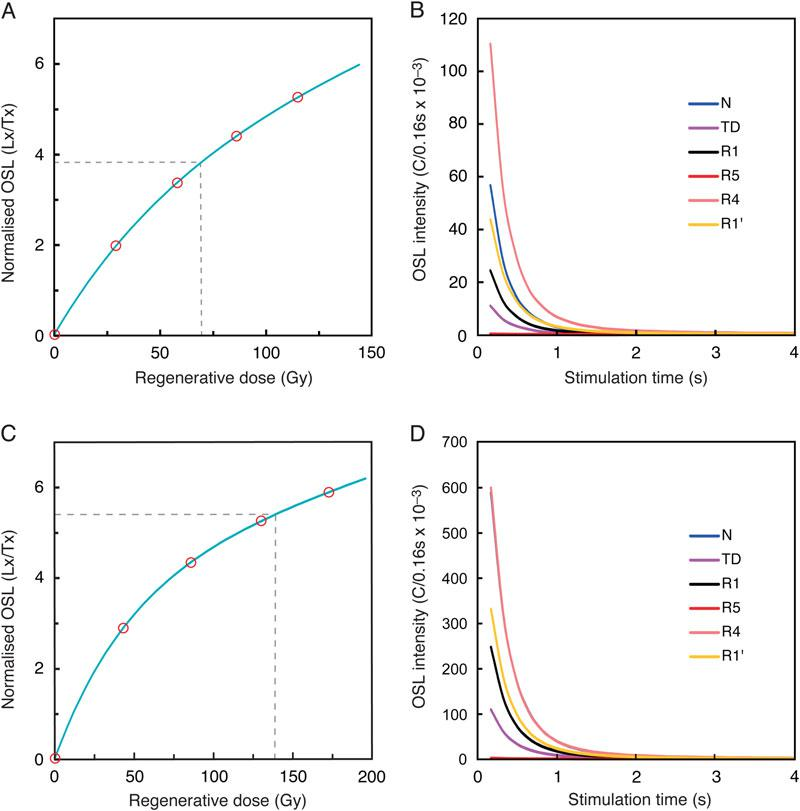 A
Normalised OSL (Lx/Tx)
6
4
2
0
0 50 100 150
Regenerative dose (Gy)
B
OSL intensity (C/0.16s x 10–3)
120
100
80
60
40
20
0
N
TD
R1
R5
R4
R1'
0 1 2 3 4
Stimulation time (s)
C
Normalised OSL (Lx/Tx)
6
4
2
0
0 50 100 150 200
Regenerative dose (Gy)
D
OSL intensity (C/0.16s x 10–3)
700
600
500
400
300
200
100
0
N
TD
R1
R5
R4
R1'
0 1 2 3 4
Stimulation time (s)